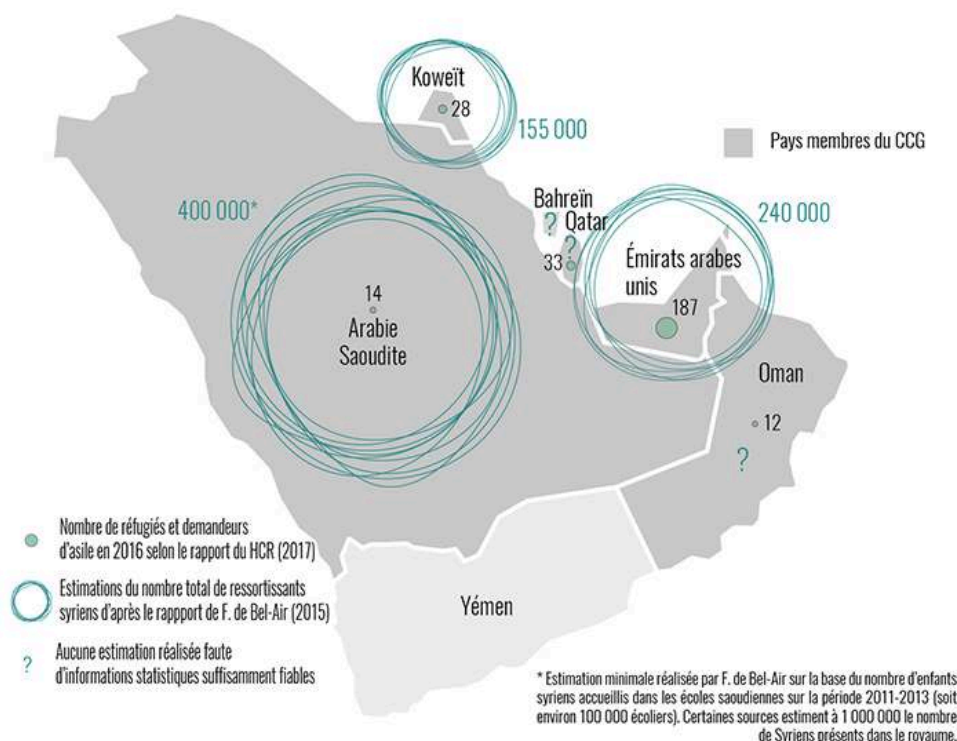 Koweït
28
155 000
Pays membres du CCG
400 000*
Bahreïn
?
Qatar
?
33
240 000
Émirats arabes
unis
187
14
Arabie
Saoudite
Oman
12
?
Nombre de réfugiés et demandeurs
d'asile en 2016 selon le rapport du HCR (2017)
Estimations du nombre total de ressortissants
syriens d'après le rappport de F. de Bel-Air (2015)
? Aucune estimation réalisée faute
d'informations statistiques suffisamment fiables
Yémen
* Estimation minimale réalisée par F. de Bel-Air sur la base du nombre d'enfants
syriens accueillis dans les écoles saoudiennes sur la période 2011-2013 (soit
environ 100 000 écoliers). Certaines sources estiment à 1 000 000 le nombre
de Syriens présents dans le royaume.